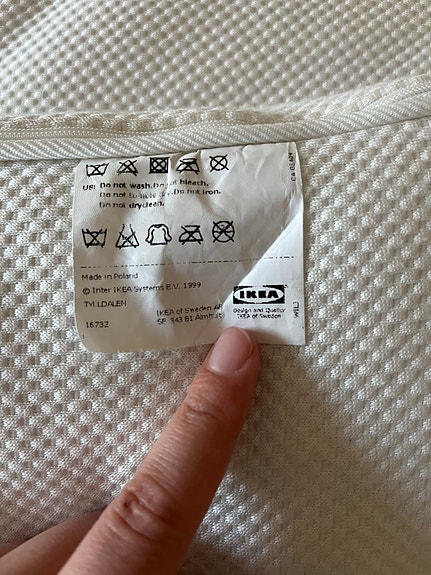 US: Do not wash. Do not bleach.
Do not tumble dry. Do not iron.
Do not dryclean.
Made in Poland
© Inter IKEA Systems B.V. 1999
TYLLDALEN
IKEA of Sweden AB
16732
SE 343 81 Älmhult
IKEA
Design and Quality
IKEA of Sweden